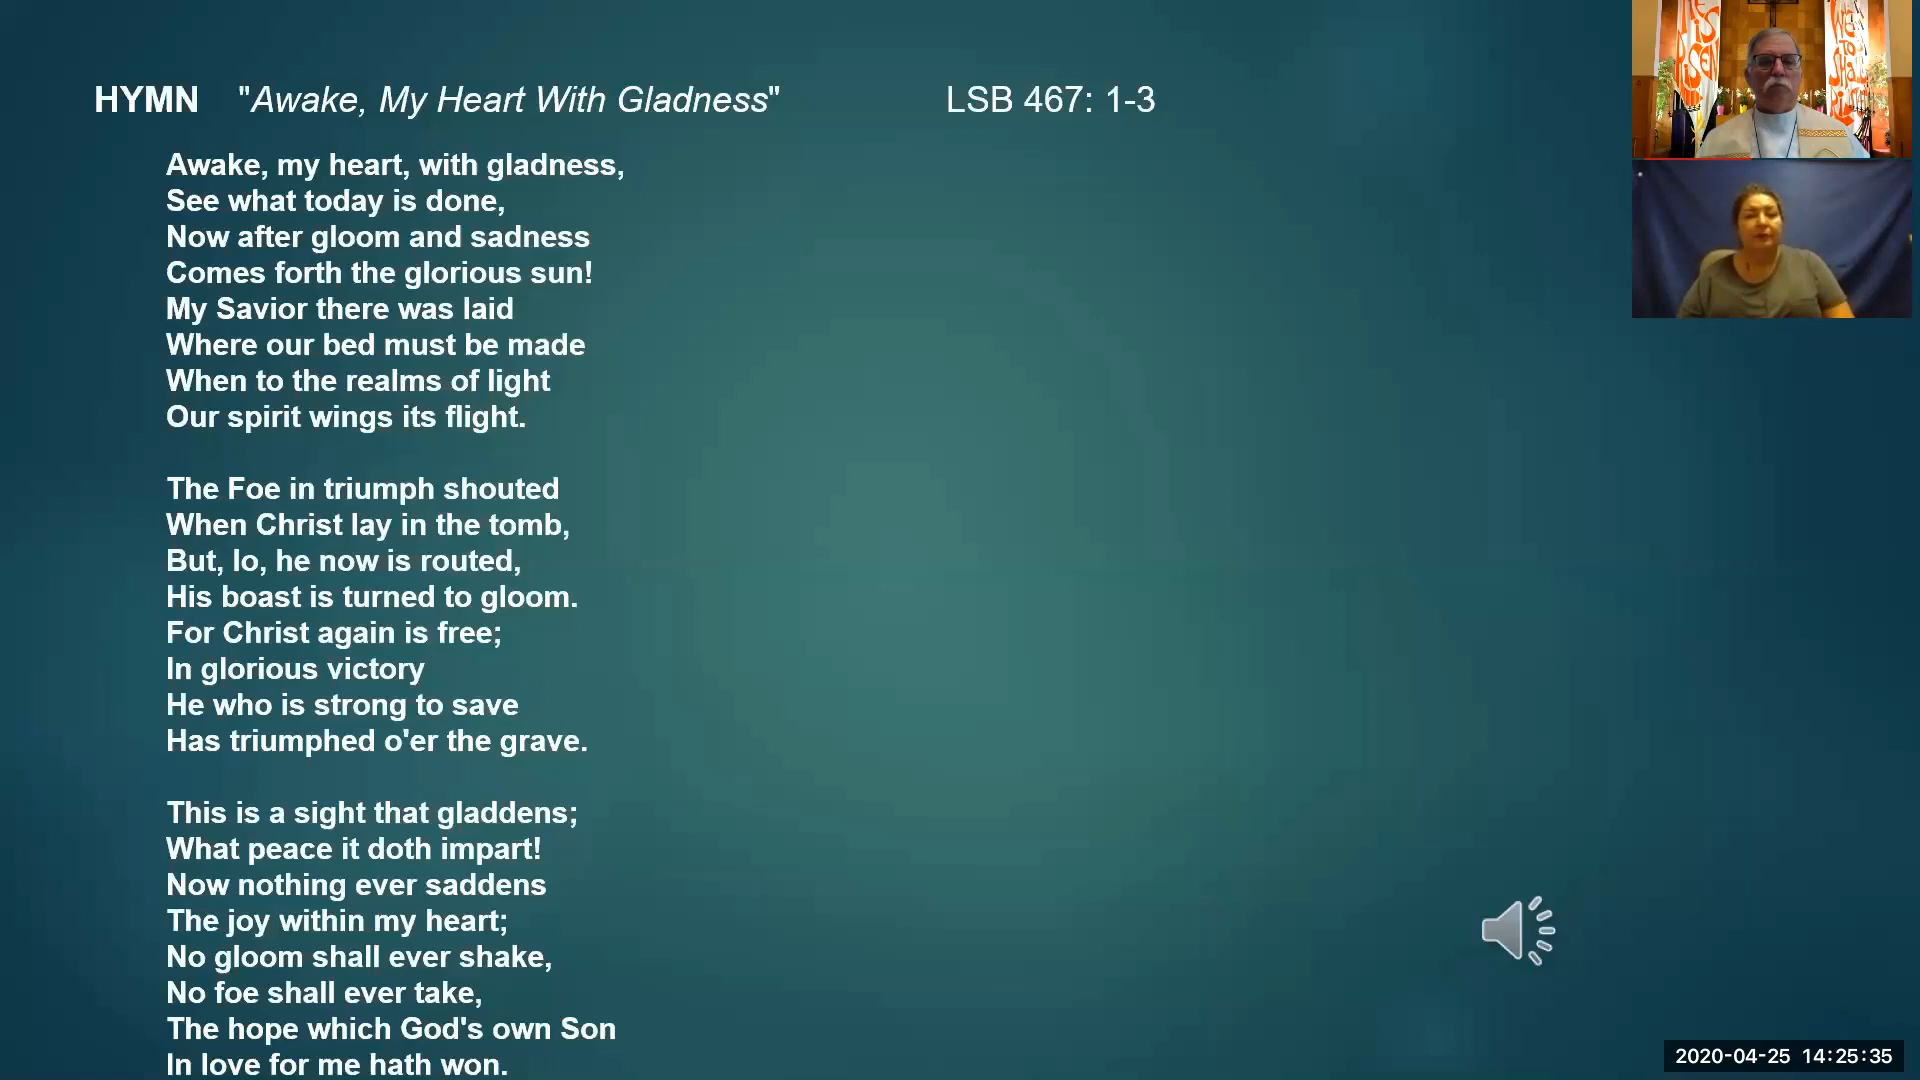 HYMN "Awake, My Heart With Gladness" LSB 467: 1-3
Awake, my heart, with gladness,
See what today is done,
Now after gloom and sadness
Comes forth the glorious sun!
My Savior there was laid
Where our bed must be made
When to the realms of light
Our spirit wings its flight.
The Foe in triumph shouted
When Christ lay in the tomb,
But, lo, he now is routed,
His boast is turned to gloom.
For Christ again is free;
In glorious victory
He who is strong to save
Has triumphed o'er the grave.
This is a sight that gladdens;
What peace it doth impart!
Now nothing ever saddens
The joy within my heart;
No gloom shall ever shake,
No foe shall ever take,
The hope which God's own Son
In love for me hath won.
2020-04-25 14:25:35